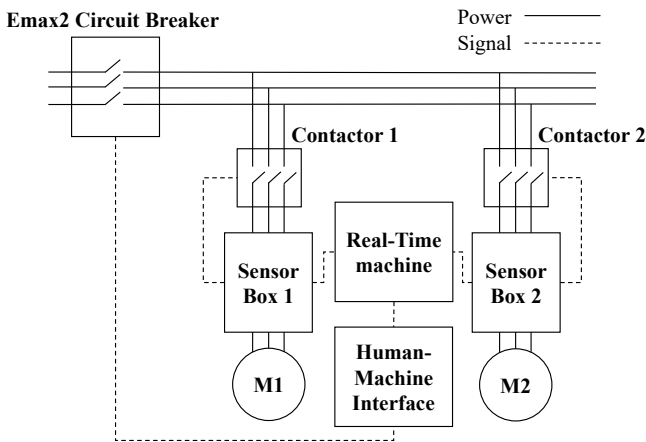 Emax2 Circuit Breaker
Power
Signal
Contactor 1
Contactor 2
Real-Time
machine
Sensor
Box 1
Sensor
Box 2
Human-
Machine
Interface
M1
M2